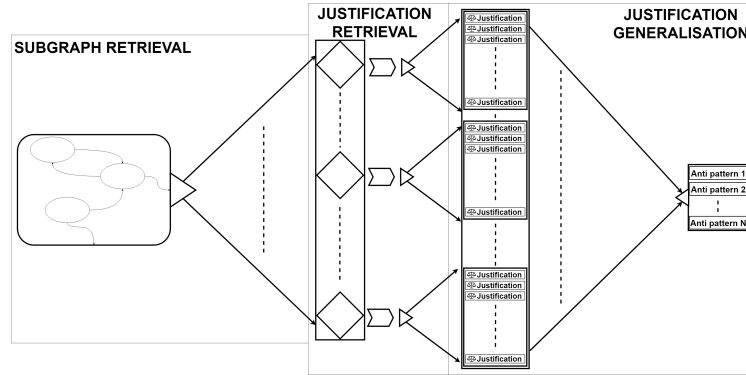 SUBGRAPH RETRIEVAL
JUSTIFICATION
RETRIEVAL
JUSTIFICATION
GENERALISATION
Justification
Justification
Justification
Justification
Justification
Justification
Justification
Justification
Justification
Justification
Justification
Justification
Anti pattern 1
Anti pattern 2
Anti pattern N